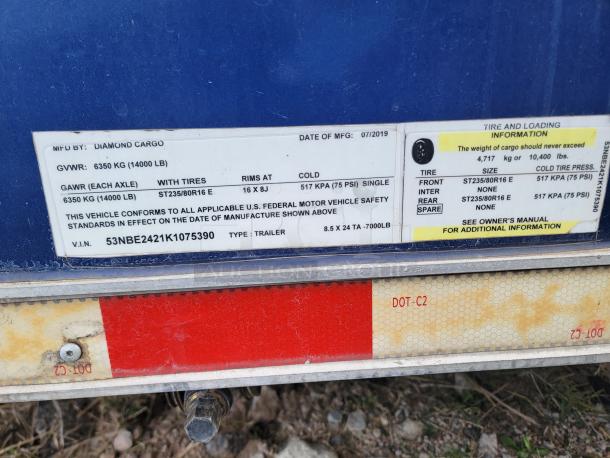 MFD BY: DIAMOND CARGO DATE OF MFG: 07/2019
GVWR: 6350 KG (14000 LB)
GAWR (EACH AXLE) WITH TIRES RIMS AT COLD
6350 KG (14000 LB) ST235/80R16 E 16 X 8J 517 KPA (75 PSI) SINGLE
THIS VEHICLE CONFORMS TO ALL APPLICABLE U.S. FEDERAL MOTOR VEHICLE SAFETY
STANDARDS IN EFFECT ON THE DATE OF MANUFACTURE SHOWN ABOVE
V.I.N. 53NBE2421K1075390 TYPE: TRAILER 8.5 X 24 TA -7000LB
TIRE AND LOADING
INFORMATION
The weight of cargo should never exceed
4,717 kg or 10,400 lbs.
TIRE SIZE COLD TIRE PRESS.
FRONT ST235/80R16 E 517 KPA (75 PSI)
INTER NONE
REAR ST235/80R16 E 517 KPA (75 PSI)
SPARE NONE
SEE OWNER'S MANUAL
FOR ADDITIONAL INFORMATION
53NBE2421K1075390
AUCTION GROUP
DOT-C2
DOT-C2
DOT-C2